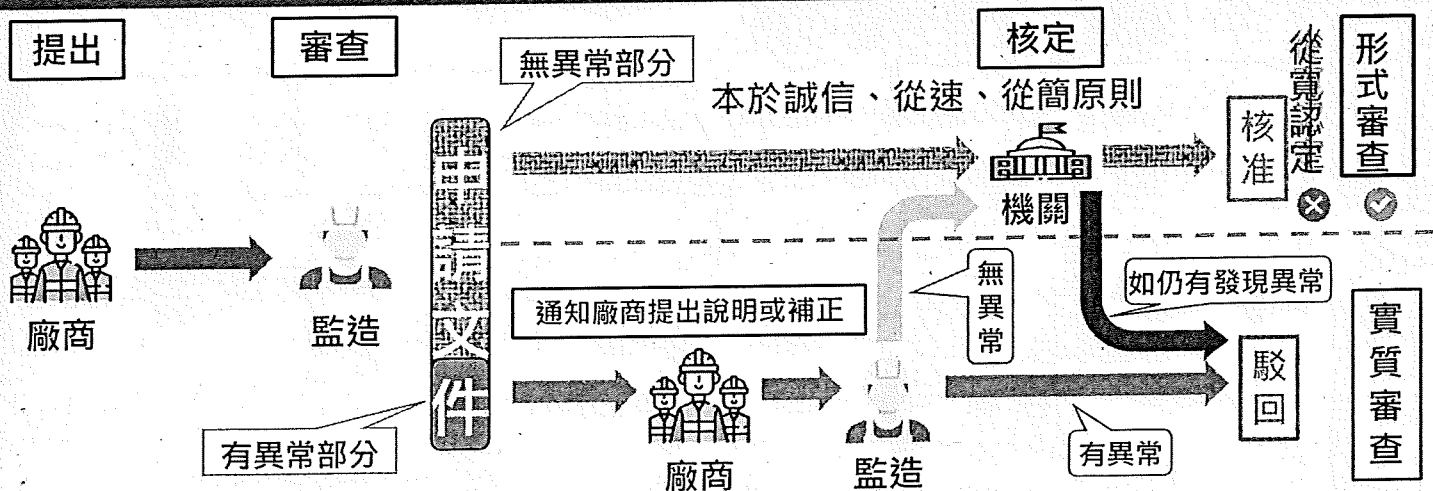 提出
審查
無異常部分
核定
本於誠信、從速、從簡原則
機關
核准
從寬認定
形式審查
廠商
監造
申請文件
通知廠商提出說明或補正
無異常
如仍有發現異常
有異常部分
廠商
監造
有異常
駁回
實質審查